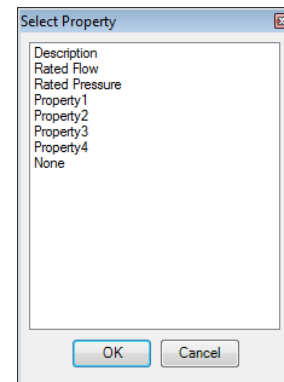 Select Property
Description
Rated Flow
Rated Pressure
Property1
Property2
Property3
Property4
None
OK
Cancel